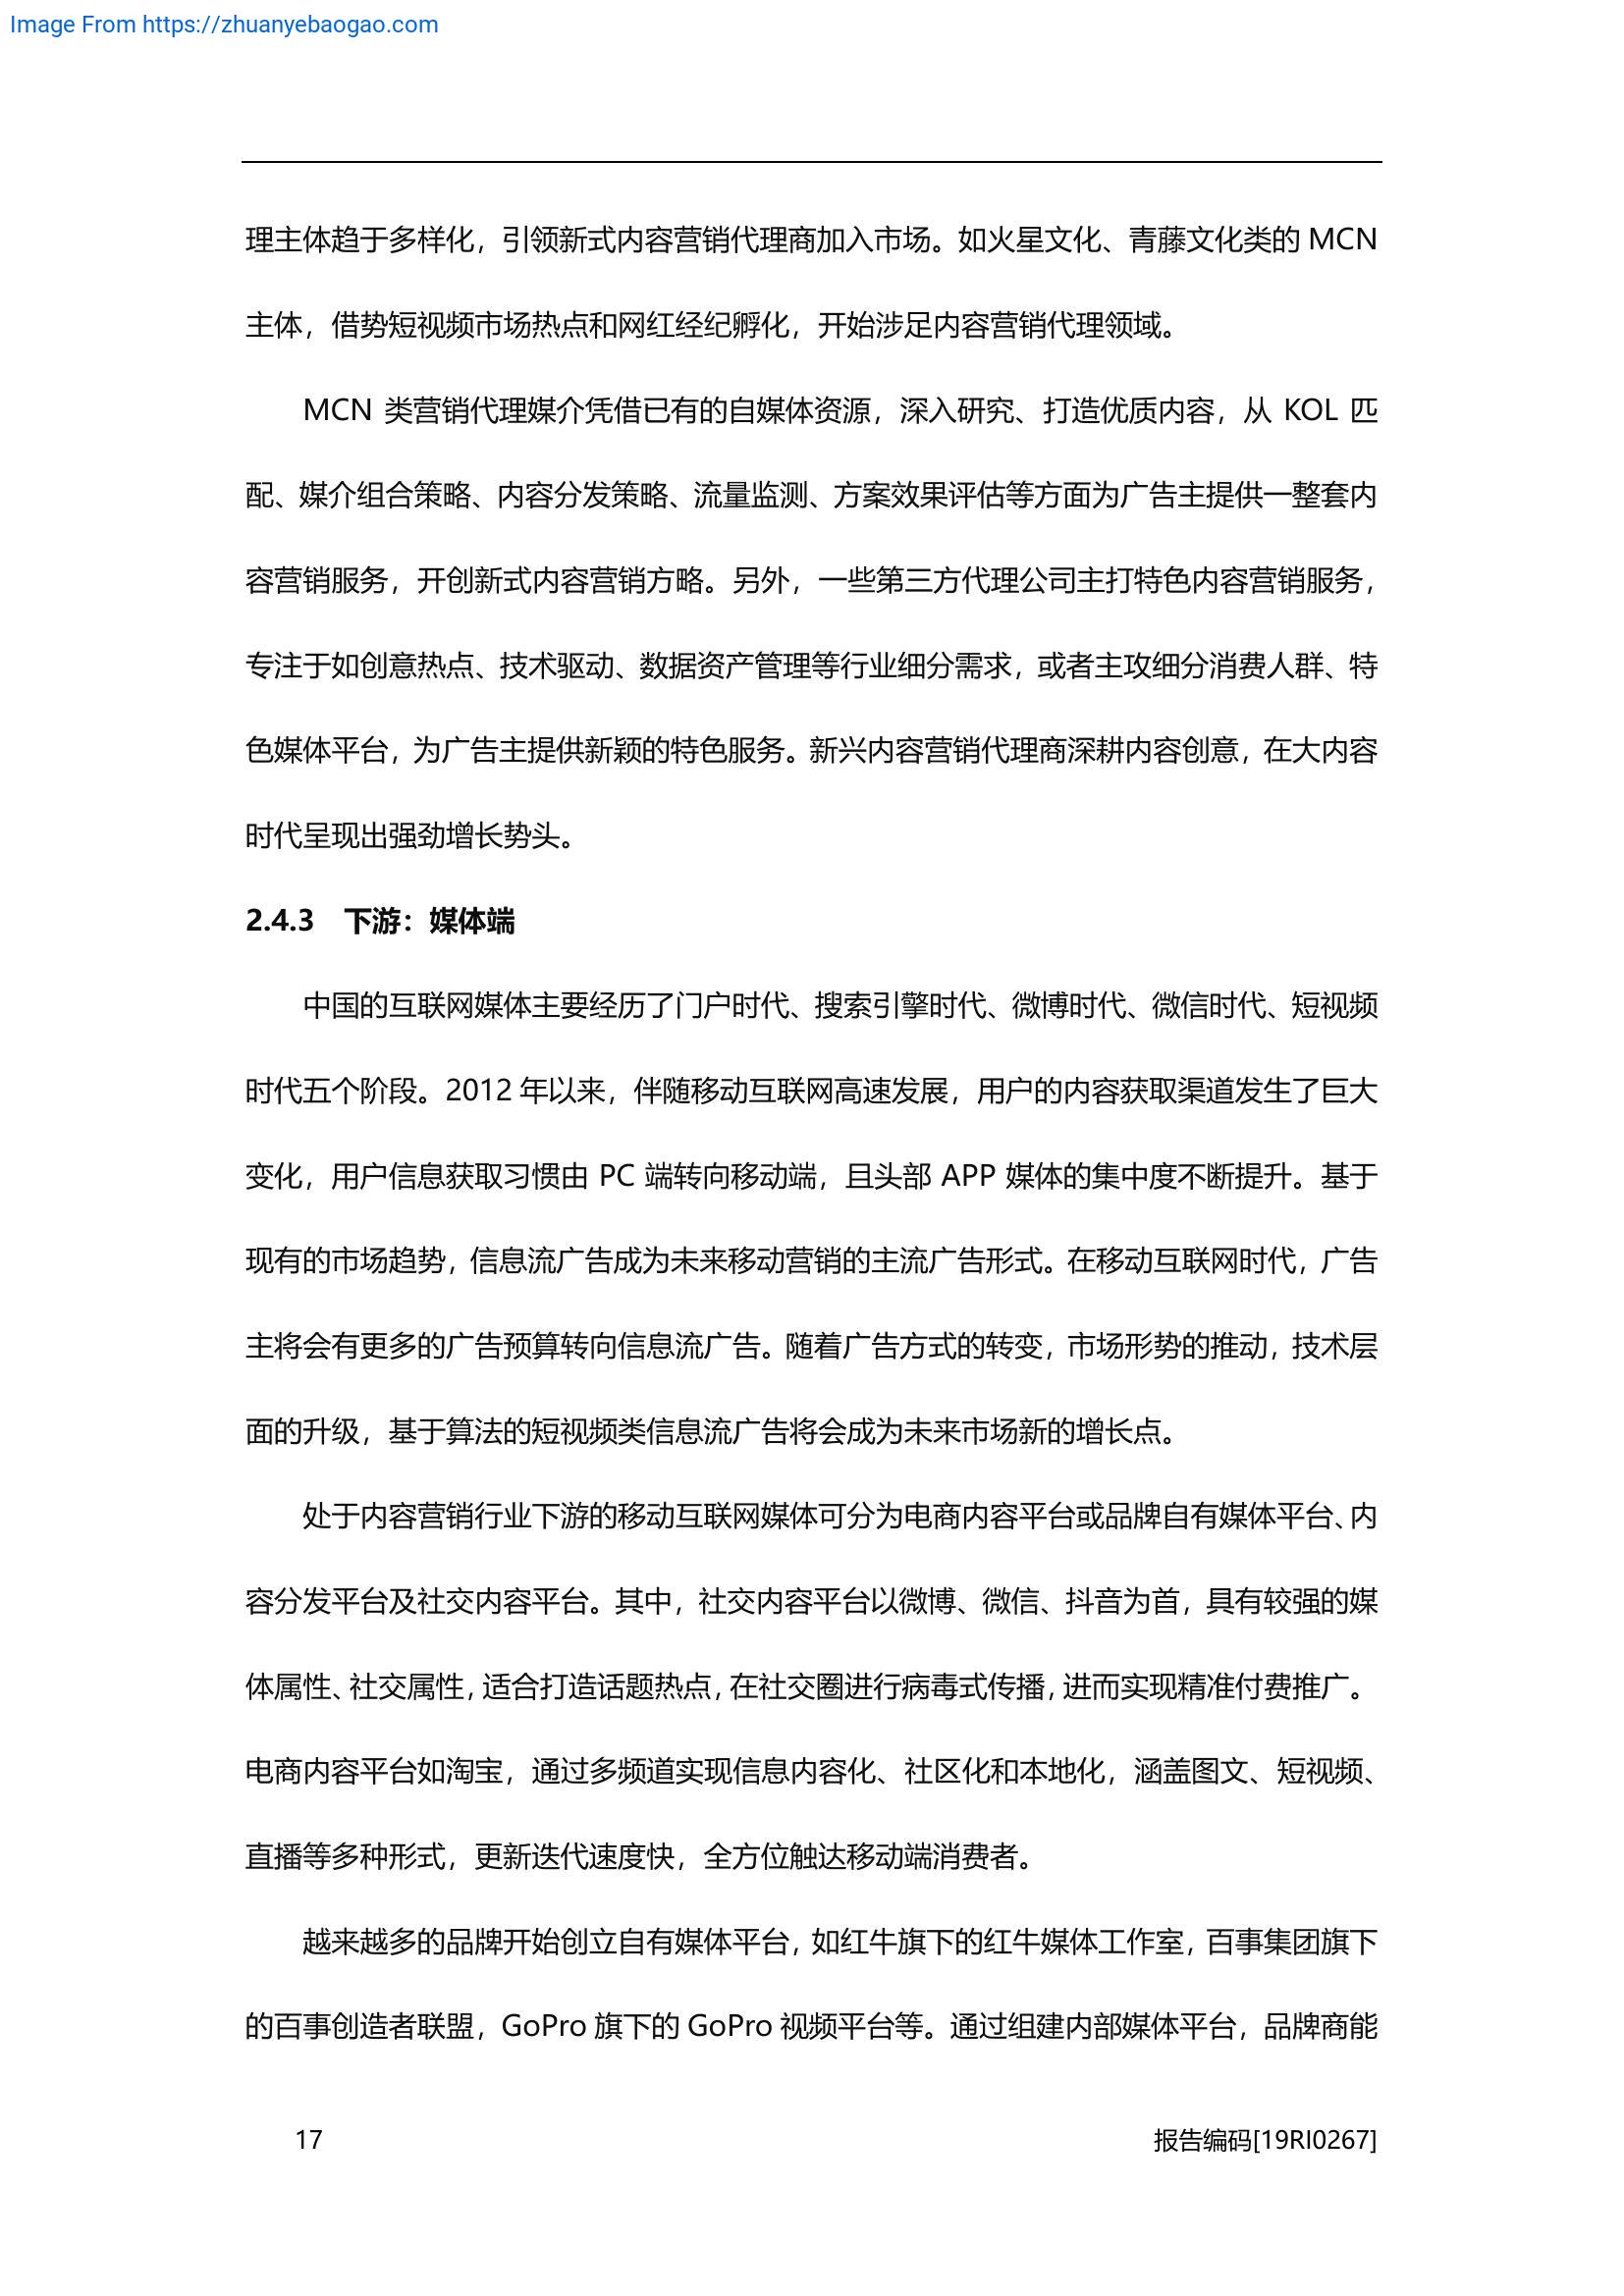 Image From https://zhuanyebaogao.com
理主体趋于多样化，引领新式内容营销代理商加入市场。如火星文化、青藤文化类的 MCN
主体，借势短视频市场热点和网红经纪孵化，开始涉足内容营销代理领域。
MCN 类营销代理媒介凭借已有的自媒体资源，深入研究、打造优质内容，从 KOL 匹
配、媒介组合策略、内容分发策略、流量监测、方案效果评估等方面为广告主提供一整套内
容营销服务，开创新式内容营销方略。另外，一些第三方代理公司主打特色内容营销服务，
专注于如创意热点、技术驱动、数据资产管理等行业细分需求，或者主攻细分消费人群、特
色媒体平台，为广告主提供新颖的特色服务。新兴内容营销代理商深耕内容创意，在大内容
时代呈现出强劲增长势头。
2.4.3 下游：媒体端
中国的互联网媒体主要经历了门户时代、搜索引擎时代、微博时代、微信时代、短视频
时代五个阶段。2012 年以来，伴随移动互联网高速发展，用户的内容获取渠道发生了巨大
变化，用户信息获取习惯由 PC 端转向移动端，且头部 APP 媒体的集中度不断提升。基于
现有的市场趋势，信息流广告成为未来移动营销的主流广告形式。在移动互联网时代，广告
主将会有更多的广告预算转向信息流广告。随着广告方式的转变，市场形势的推动，技术层
面的升级，基于算法的短视频类信息流广告将会成为未来市场新的增长点。
处于内容营销行业下游的移动互联网媒体可分为电商内容平台或品牌自有媒体平台、内
容分发平台及社交内容平台。其中，社交内容平台以微博、微信、抖音为首，具有较强的媒
体属性、社交属性，适合打造话题热点，在社交圈进行病毒式传播，进而实现精准付费推广。
电商内容平台如淘宝，通过多频道实现信息内容化、社区化和本地化，涵盖图文、短视频、
直播等多种形式，更新迭代速度快，全方位触达移动端消费者。
越来越多的品牌开始创立自有媒体平台，如红牛旗下的红牛媒体工作室，百事集团旗下
的百事创造者联盟，GoPro 旗下的 GoPro 视频平台等。通过组建内部媒体平台，品牌商能
17
报告编码[19RI0267]